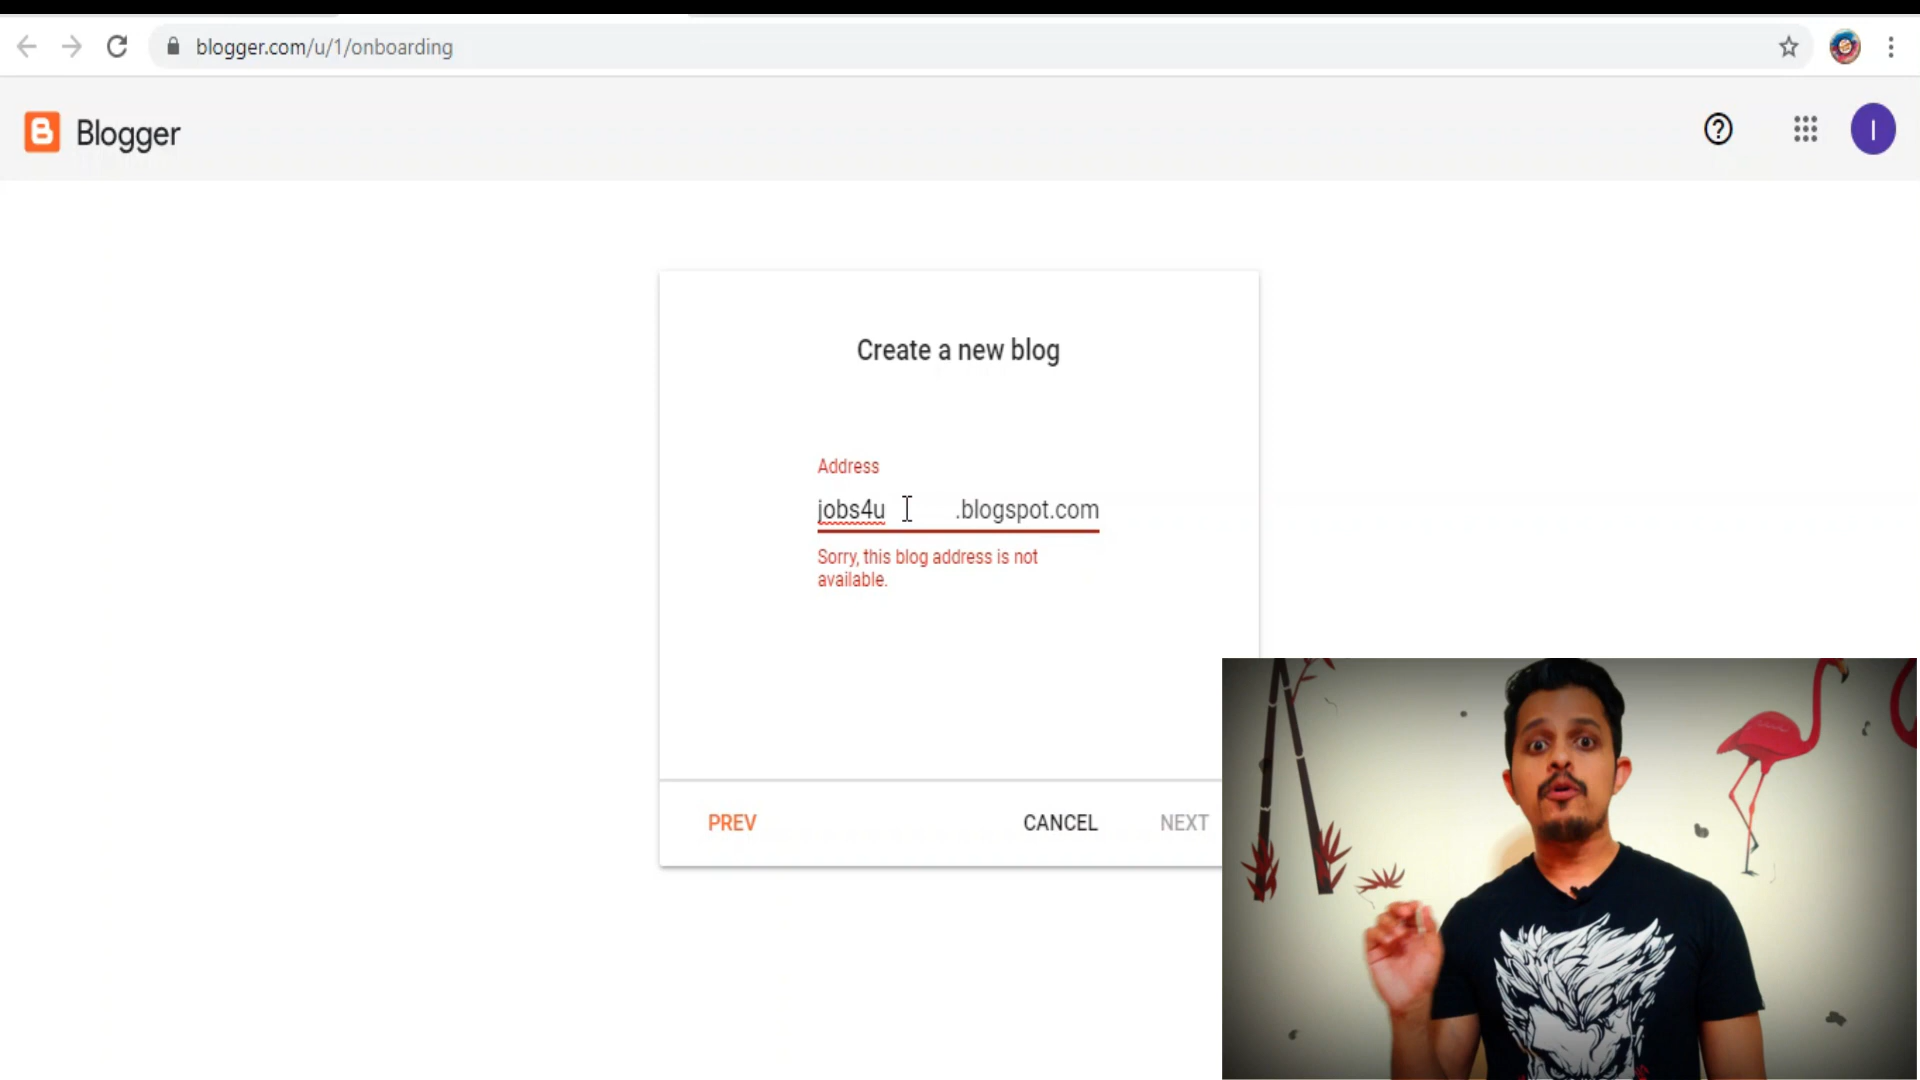 blogger.com/u/1/onboarding
B Blogger
I
Create a new blog
Address
jobs4u .blogspot.com
Sorry, this blog address is not
available.
PREV CANCEL NEXT